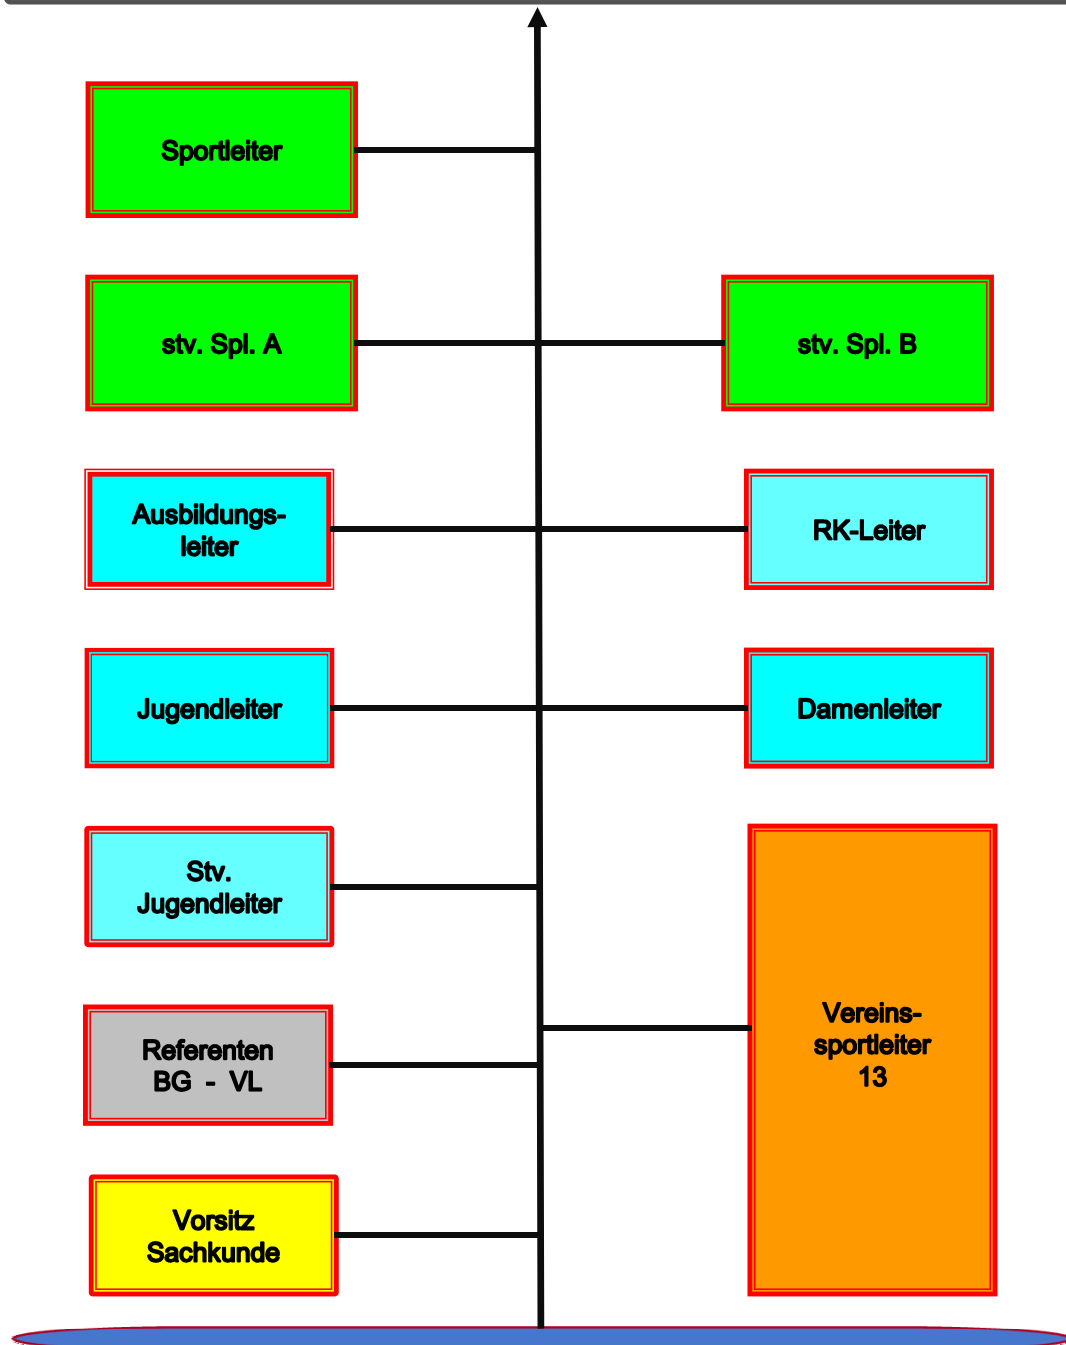 Sportleiter
stv. Spl. A
stv. Spl. B
Ausbildungs-
leiter
RK-Leiter
Jugendleiter
Damenleiter
Stv.
Jugendleiter
Vereins-
sportleiter
13
Referenten
BG - VL
Vorsitz
Sachkunde